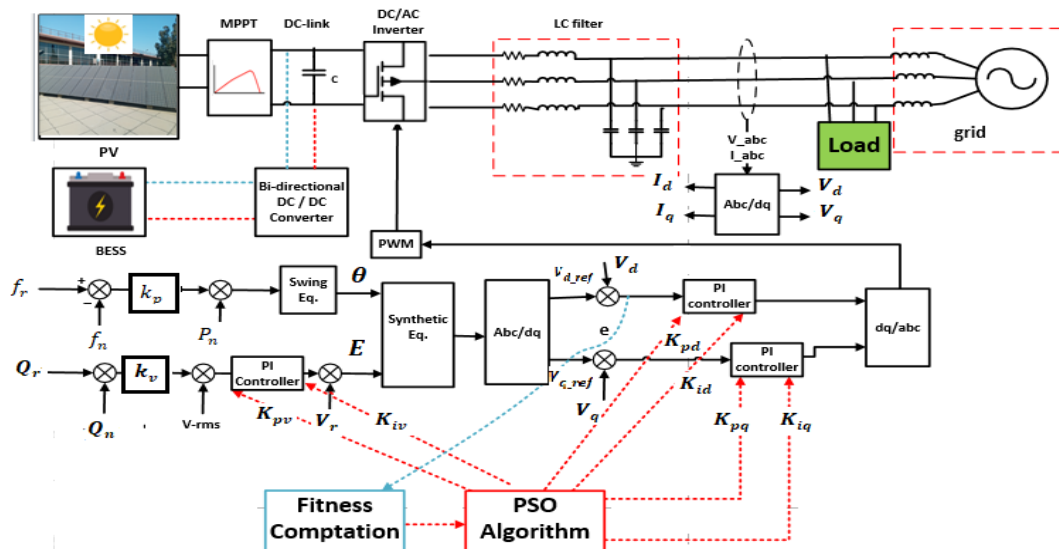 MPPT
DC-link
DC/AC
Inverter
LC filter
C
V_abc
I_abc
Load
grid
PV
Bi-directional
DC / DC
Converter
BESS
I_d
I_q
Abc/dq
V_d
V_q
PWM
f_r
+
−
k_p
f_n
P_n
Swing
Eq.
θ
Synthetic
Eq.
E
Abc/dq
V_d_ref
V_d
e
V_q_ref
V_q
PI
controller
PI
controller
dq/abc
K_pd
K_id
K_pq
K_iq
Q_r
k_v
Q_n
V-rms
PI
Controller
K_pv
V_r
K_iv
Fitness
Comptation
PSO
Algorithm